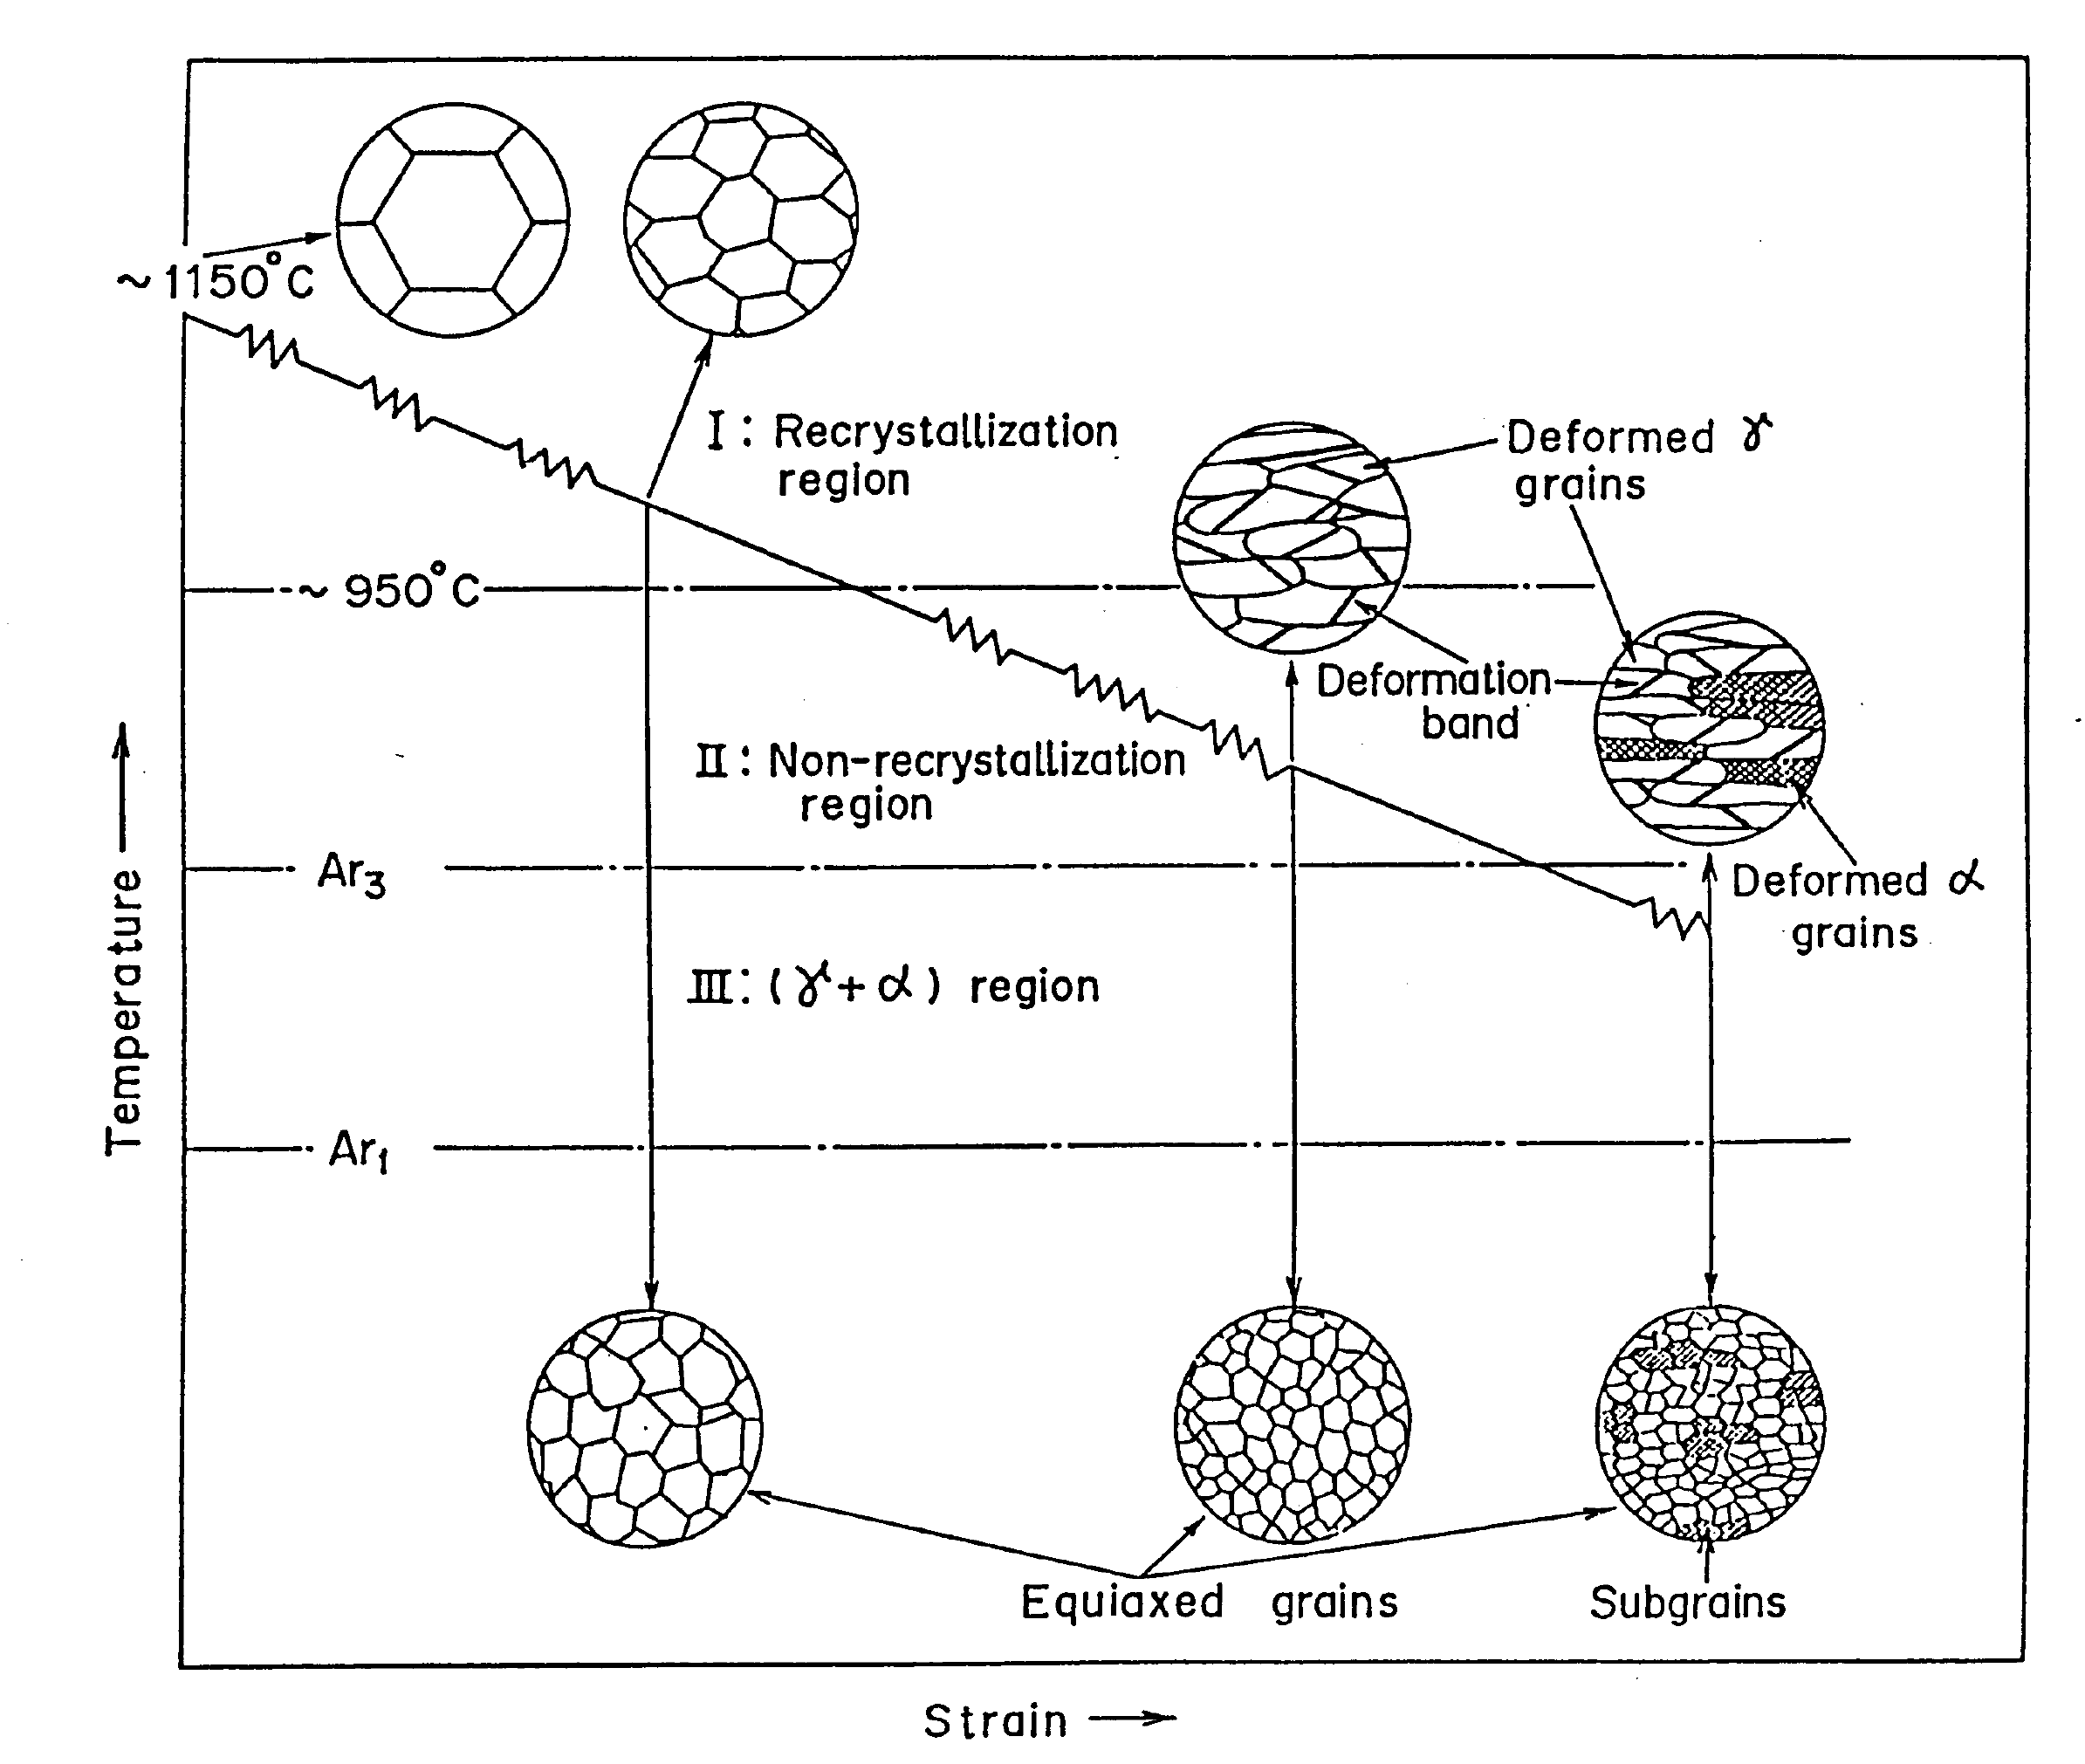 ~1150°C
I: Recrystallization
region
Deformed γ
grains
~950°C
Deformation
band
II: Non-recrystallization
region
Ar₃
Deformed α
grains
III: (γ+α) region
Ar₁
Equiaxed grains
Subgrains
Temperature →
Strain →